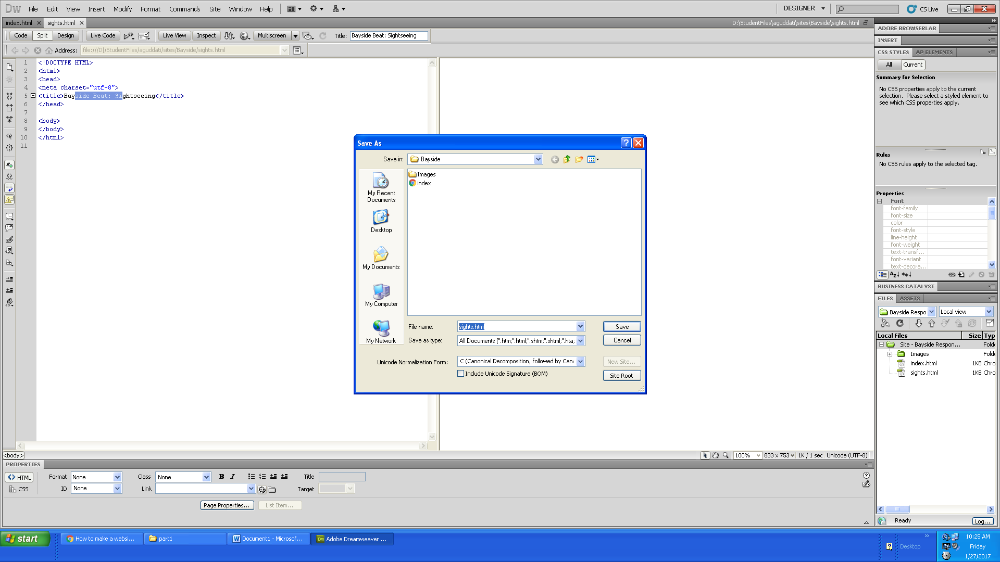 Dw File Edit View Insert Modify Format Commands Site Window Help DESIGNER CS Live
index.html sights.html D:\StudentFiles\aguddati\sites\Bayside\sights.html
Code Split Design Live Code Live View Inspect Multiscreen Title: Bayside Beat: Sightseeing
Address: file:///D|/StudentFiles/aguddati/sites/Bayside/sights.html
1 <!DOCTYPE HTML>
2 <html>
3 <head>
4 <meta charset="utf-8">
5 <title>Bayside Beat: Sightseeing</title>
6 </head>
7
8 <body>
9 </body>
10 </html>
11
Save As
Save in: Bayside
Images
index
My Recent
Documents
Desktop
My Documents
My Computer
My Network
File name: sights.html Save
Save as type: All Documents (*.htm;*.html;*.shtm;*.shtml;*.hta; Cancel
Unicode Normalization Form: C (Canonical Decomposition, followed by Can New Site...
Include Unicode Signature (BOM) Site Root
ADOBE BROWSERLAB
INSERT
CSS STYLES AP ELEMENTS
All Current
Summary for Selection
No CSS properties apply to the current
selection. Please select a styled element to
see which CSS properties apply.
Rules
No CSS rules apply to the selected tag.
Properties
Font
font-family
font-size
color
font-style
line-height
font-weight
text-transf...
font-variant
text-decora...
BUSINESS CATALYST
FILES ASSETS
Bayside Respo Local view
Local Files Size Typ
Site - Bayside Respon... Folde
Images Folde
index.html 1KB Chro
sights.html 1KB Chro
Ready Log...
<body> 100% 833 x 753 1K / 1 sec Unicode (UTF-8)
PROPERTIES
<> HTML Format None Class None B I Title
CSS ID None Link Target
Page Properties... List Item...
start How to make a websi... part1 Document1 - Microsof... Adobe Dreamweaver ... Desktop
10:25 AM
Friday
1/27/2017